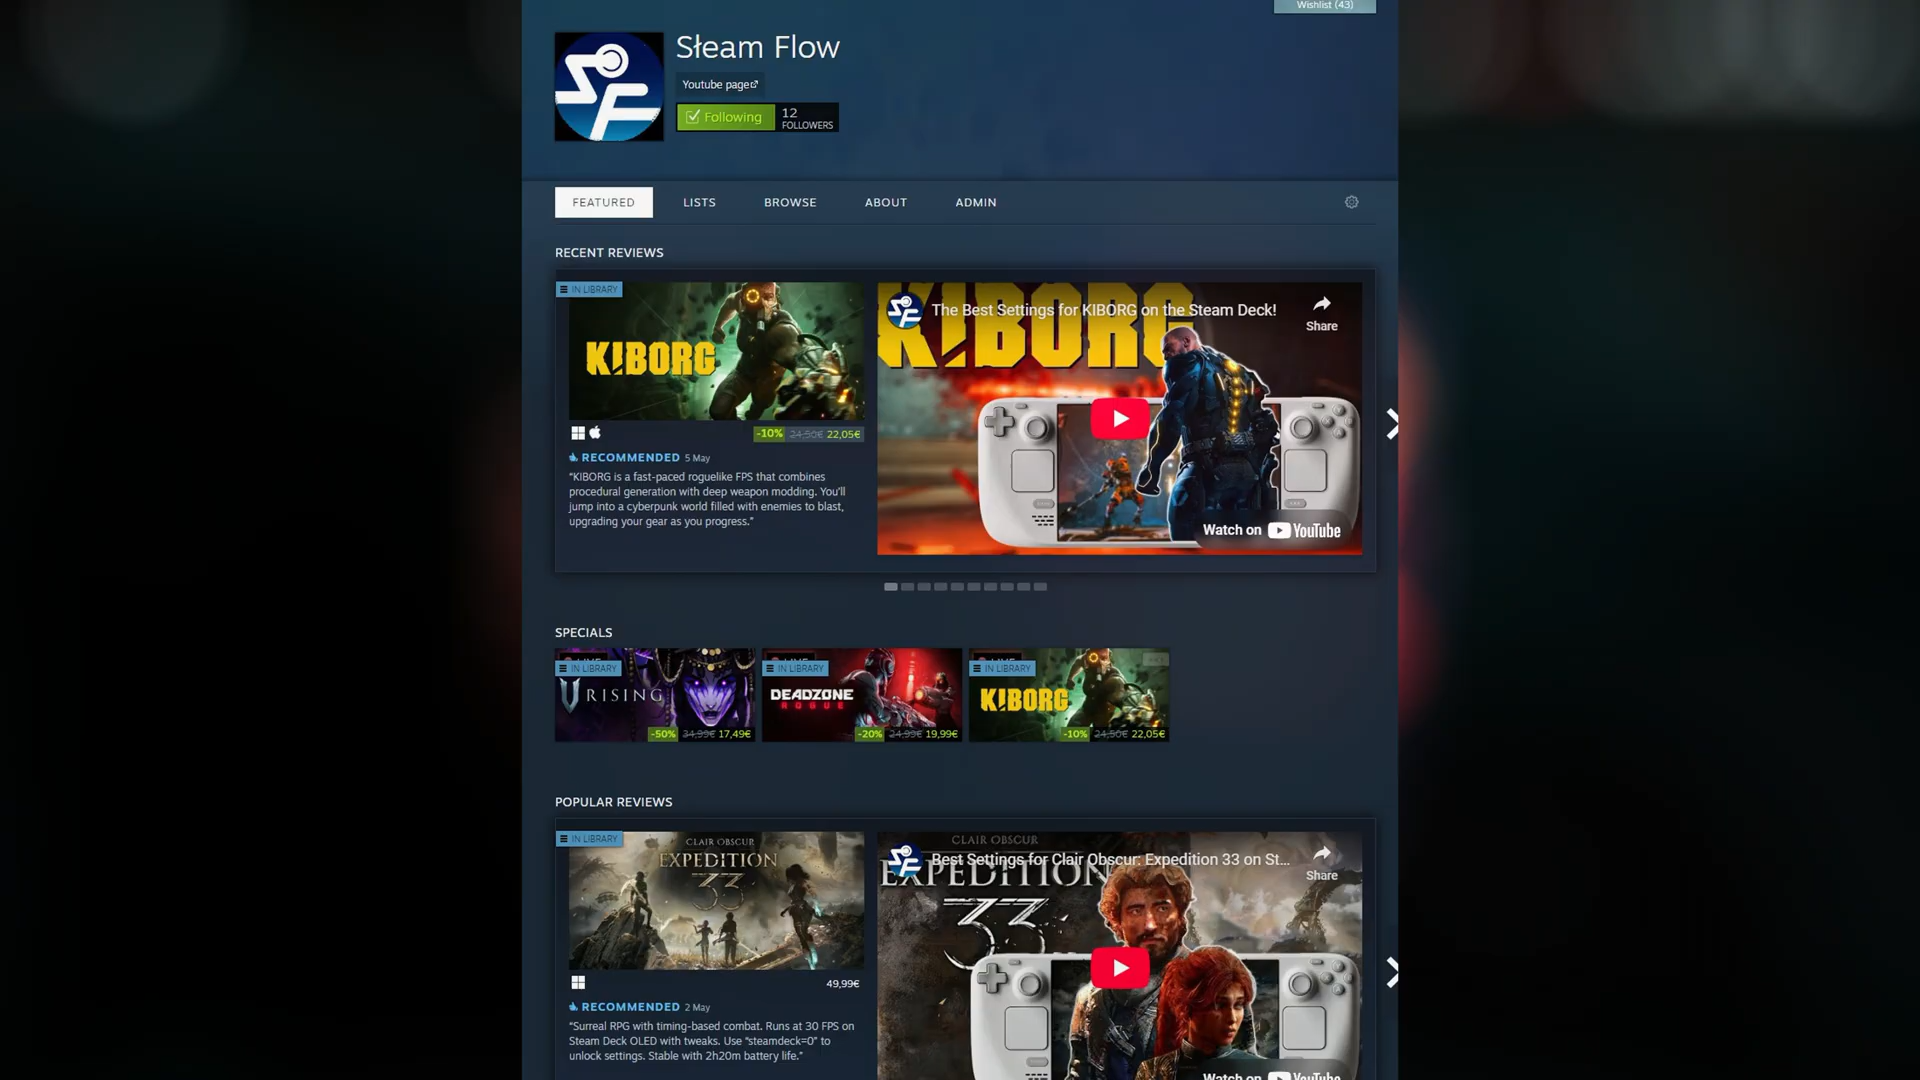 Wishlist (43)
Słeam Flow
Youtube page
Following
12
FOLLOWERS
FEATURED
LISTS
BROWSE
ABOUT
ADMIN
RECENT REVIEWS
IN LIBRARY
KIBORG
-10% 24,50€ 22,05€
RECOMMENDED 5 May
“KIBORG is a fast-paced roguelike FPS that combines
procedural generation with deep weapon modding. You'll
jump into a cyberpunk world filled with enemies to blast,
upgrading your gear as you progress.”
KIBORG
The Best Settings for KIBORG on the Steam Deck!
Share
Watch on YouTube
SPECIALS
IN LIBRARY
V RISING
-50% 34,99€ 17,49€
IN LIBRARY
DEADZONE
ROGUE
-20% 24,99€ 19,99€
IN LIBRARY
KIBORG
-10% 24,50€ 22,05€
POPULAR REVIEWS
IN LIBRARY
CLAIR OBSCUR
EXPEDITION
33
49,99€
RECOMMENDED 2 May
“Surreal RPG with timing-based combat. Runs at 30 FPS on
Steam Deck OLED with tweaks. Use “steamdeck=0” to
unlock settings. Stable with 2h20m battery life.”
CLAIR OBSCUR
Best Settings for Clair Obscur: Expedition 33 on St...
Share
EXPEDITION
33
Watch on YouTube